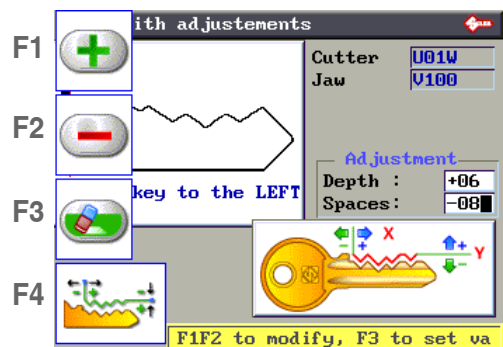 ith adjustements
F1
Cutter U01W
Jaw V100
F2
key to the LEFT
Adjustment
Depth : +06
Spaces: -08
F3
- + X
+ Y
-
F4
- + + -
F1F2 to modify, F3 to set va